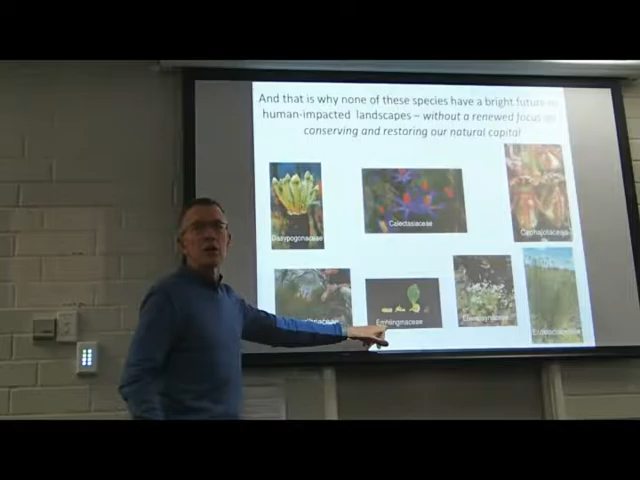 And that is why none of these species have a bright future
human-impacted landscapes – without a renewed focus on
conserving and restoring our natural capital
Dasypogonaceae
Calectasiaceae
Cephalotaceae
Emblingiaceae